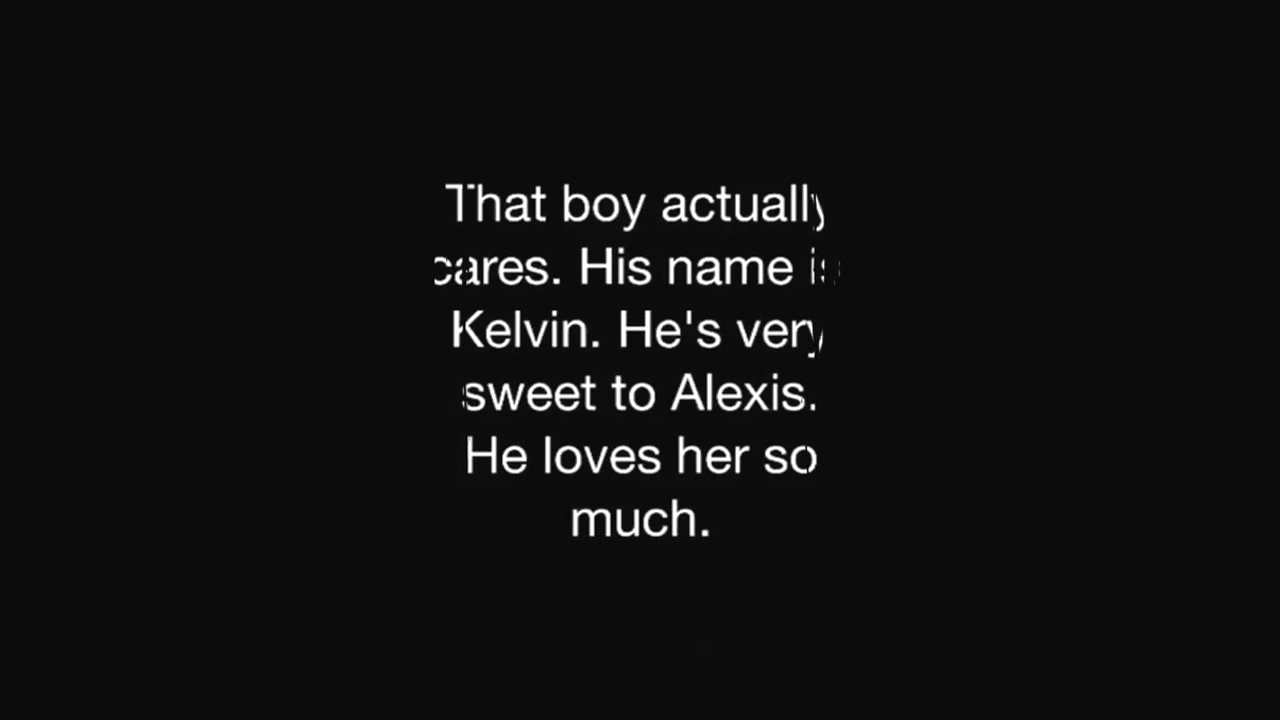 That boy actually
cares. His name is
Kelvin. He's very
sweet to Alexis.
He loves her so
much.